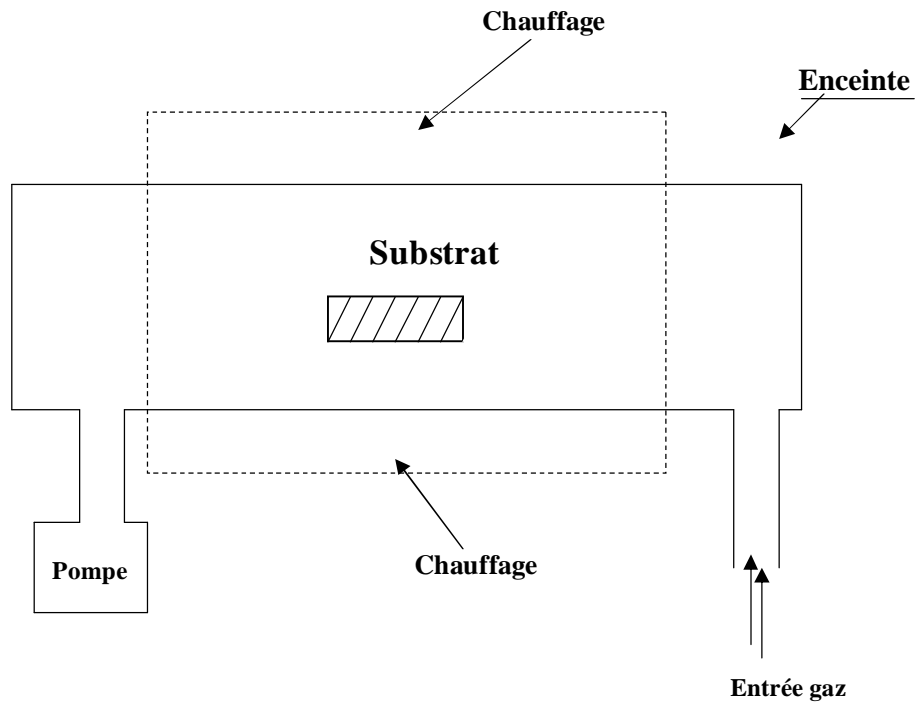 Chauffage
Enceinte
Substrat
Pompe
Chauffage
Entrée gaz